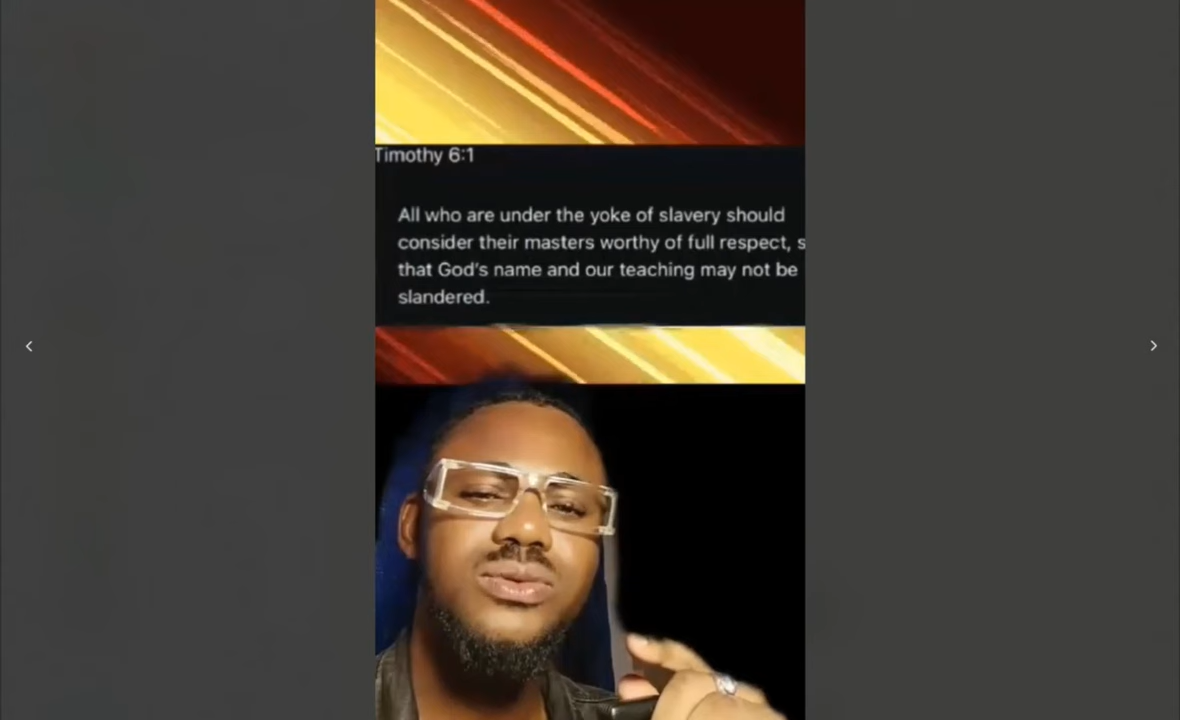 Timothy 6:1
All who are under the yoke of slavery should
consider their masters worthy of full respect, s
that God's name and our teaching may not be
slandered.